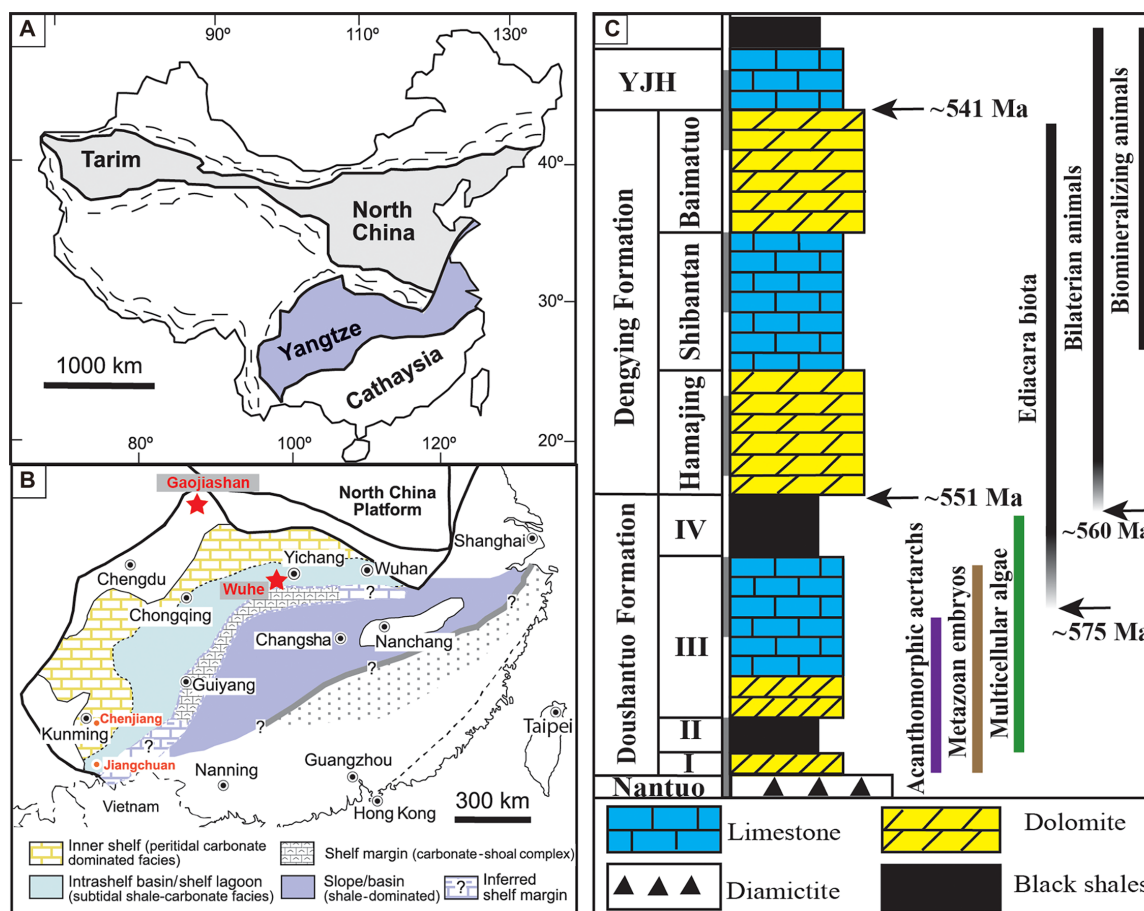 A
90º
110º
130º
Tarim
North
China
40º
30º
20º
Yangtze
Cathaysia
1000 km
80º
100º
120º
B
Gaojiashan
North China
Platform
Shanghai
Yichang
Wuhan
Chengdu
Wuhe
?
Chongqing
Changsha
Nanchang
?
?
Guiyang
Chenjiang
Kunming
?
?
Jiangchuan
Taipei
Nanning
Guangzhou
Vietnam
Hong Kong
300 km
Inner shelf (peritidal carbonate
dominated facies)
Shelf margin (carbonate-shoal complex)
Intrashelf basin/shelf lagoon
(subtidal shale-carbonate facies)
Slope/basin
(shale-dominated)
?
Inferred
shelf margin
C
YJH
~541 Ma
Dengying Formation
Baimatuo
Shibantan
Hamajing
~551 Ma
Doushantuo Formation
IV
III
II
I
Nantuo
Ediacara biota
Bilaterian animals
Biomineralizing animals
~560 Ma
~575 Ma
Acanthomorphic acrtarchs
Metazoan embryos
Multicellular algae
Limestone
Dolomite
Diamictite
Black shales